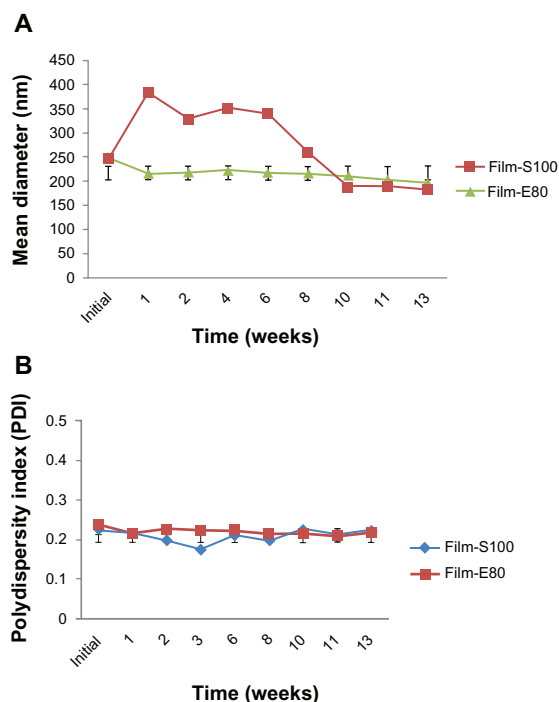 A
Mean diameter (nm)
450
400
350
300
250
200
150
100
50
0
Initial
1
2
4
6
8
10
11
13
Time (weeks)
Film-S100
Film-E80
B
Polydispersity index (PDI)
0.5
0.4
0.3
0.2
0.1
0
Initial
1
2
3
6
8
10
11
13
Time (weeks)
Film-S100
Film-E80